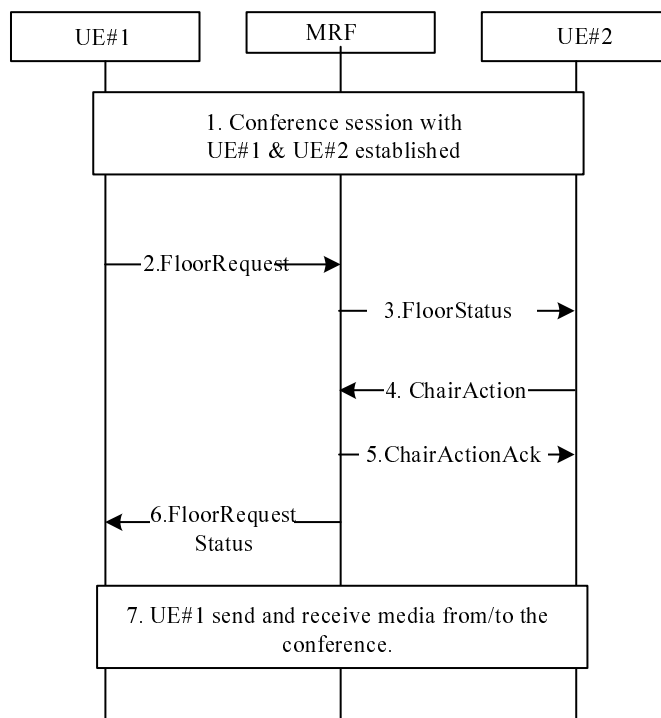 UE#1
MRF
UE#2
1. Conference session with
UE#1 & UE#2 established
2.FloorRequest
3.FloorStatus
4. ChairAction
5.ChairActionAck
6.FloorRequest
Status
7. UE#1 send and receive media from/to the
conference.